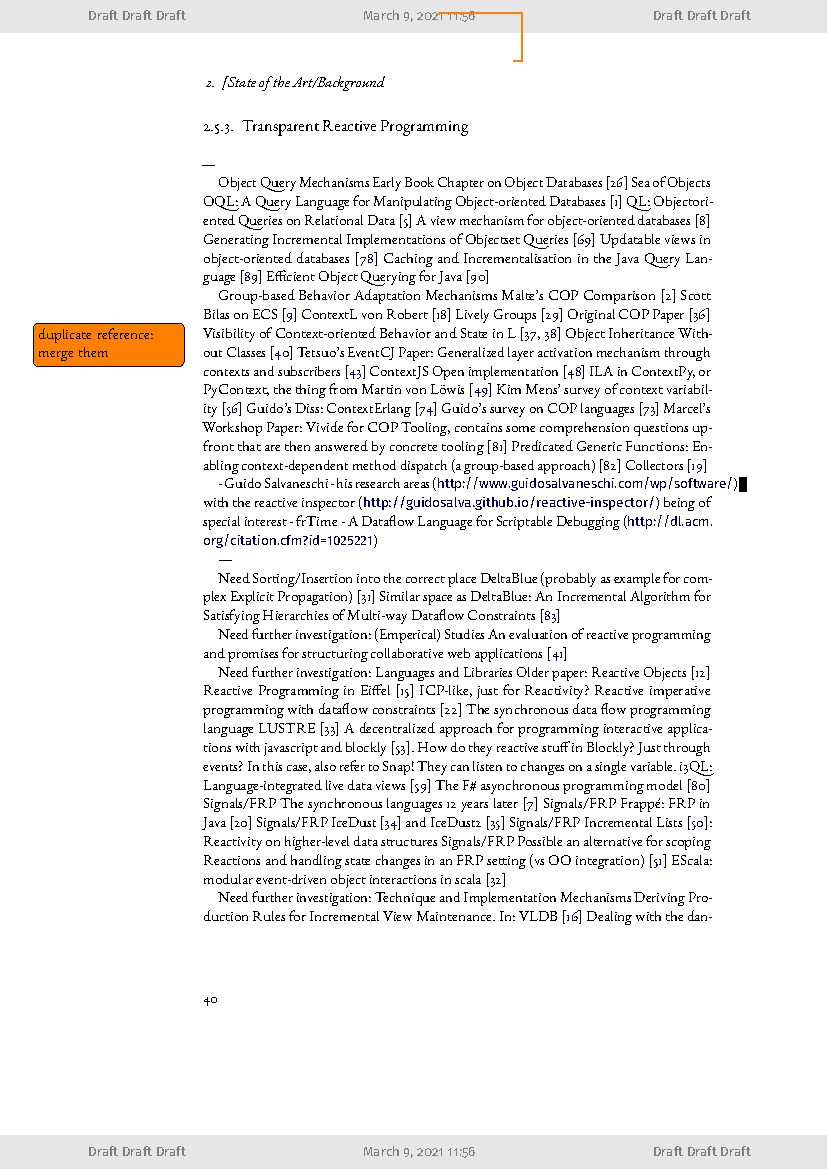 Draft Draft Draft March 9, 2021 11:56 Draft Draft Draft
2. [State of the Art/Background
2.5.3. Transparent Reactive Programming
—
Object Query Mechanisms Early Book Chapter on Object Databases [26] Sea of Objects
OQL: A Query Language for Manipulating Object-oriented Databases [1] QL: Objectori-
ented Queries on Relational Data [5] A view mechanism for object-oriented databases [8]
Generating Incremental Implementations of Objectset Queries [69] Updatable views in
object-oriented databases [78] Caching and Incrementalisation in the Java Query Lan-
guage [89] Efficient Object Querying for Java [90]
Group-based Behavior Adaptation Mechanisms Malte's COP Comparison [2] Scott
Bilas on ECS [9] ContextL von Robert [18] Lively Groups [29] Original COP Paper [36]
duplicate reference:
merge them
Visibility of Context-oriented Behavior and State in L [37, 38] Object Inheritance With-
out Classes [40] Tetsuo's EventCJ Paper: Generalized layer activation mechanism through
contexts and subscribers [43] ContextJS Open implementation [48] ILA in ContextPy, or
PyContext, the thing from Martin von Löwis [49] Kim Mens' survey of context variabil-
ity [56] Guido's Diss: ContextErlang [74] Guido's survey on COP languages [73] Marcel's
Workshop Paper: Vivide for COP Tooling, contains some comprehension questions up-
front that are then answered by concrete tooling [81] Predicated Generic Functions: En-
abling context-dependent method dispatch (a group-based approach) [82] Collectors [19]
- Guido Salvaneschi - his research areas (http://www.guidosalvaneschi.com/wp/software/)
with the reactive inspector (http://guidosalva.github.io/reactive-inspector/) being of
special interest - frTime - A Dataflow Language for Scriptable Debugging (http://dl.acm.
org/citation.cfm?id=1025221)
—
Need Sorting/Insertion into the correct place DeltaBlue (probably as example for com-
plex Explicit Propagation) [31] Similar space as DeltaBlue: An Incremental Algorithm for
Satisfying Hierarchies of Multi-way Dataflow Constraints [83]
Need further investigation: (Emperical) Studies An evaluation of reactive programming
and promises for structuring collaborative web applications [41]
Need further investigation: Languages and Libraries Older paper: Reactive Objects [12]
Reactive Programming in Eiffel [15] ICP-like, just for Reactivity? Reactive imperative
programming with dataflow constraints [22] The synchronous data flow programming
language LUSTRE [33] A decentralized approach for programming interactive applica-
tions with javascript and blockly [53]. How do they reactive stuff in Blockly? Just through
events? In this case, also refer to Snap! They can listen to changes on a single variable. i3QL:
Language-integrated live data views [59] The F# asynchronous programming model [80]
Signals/FRP The synchronous languages 12 years later [7] Signals/FRP Frappé: FRP in
Java [20] Signals/FRP IceDust [34] and IceDust2 [35] Signals/FRP Incremental Lists [50]:
Reactivity on higher-level data structures Signals/FRP Possible an alternative for scoping
Reactions and handling state changes in an FRP setting (vs OO integration) [51] EScala:
modular event-driven object interactions in scala [32]
Need further investigation: Technique and Implementation Mechanisms Deriving Pro-
duction Rules for Incremental View Maintenance. In: VLDB [16] Dealing with the dan-
40
Draft Draft Draft March 9, 2021 11:56 Draft Draft Draft